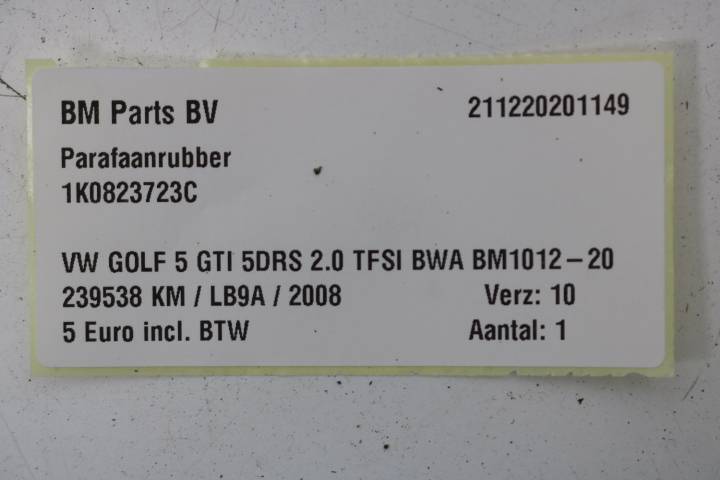 BM Parts BV 211220201149
Parafaanrubber
1K0823723C
VW GOLF 5 GTI 5DRS 2.0 TFSI BWA BM1012-20
239538 KM / LB9A / 2008 Verz: 10
5 Euro incl. BTW Aantal: 1